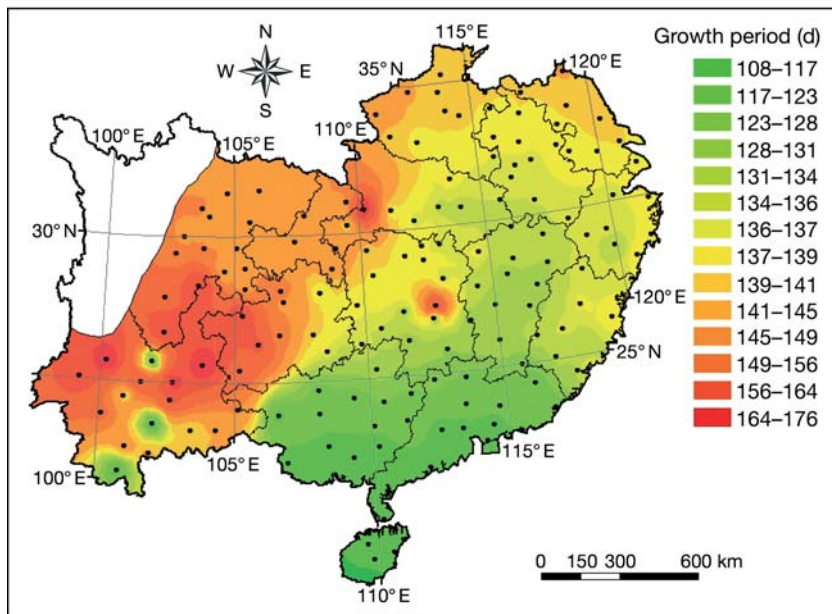 115° E
Growth period (d)
N
W E
S
120° E
35° N
108–117
117–123
110° E
100° E
105° E
123–128
128–131
131–134
134–136
30° N
136–137
137–139
139–141
120° E
141–145
145–149
25° N
149–156
156–164
164–176
105° E
115° E
100° E
110° E
0 150 300 600 km